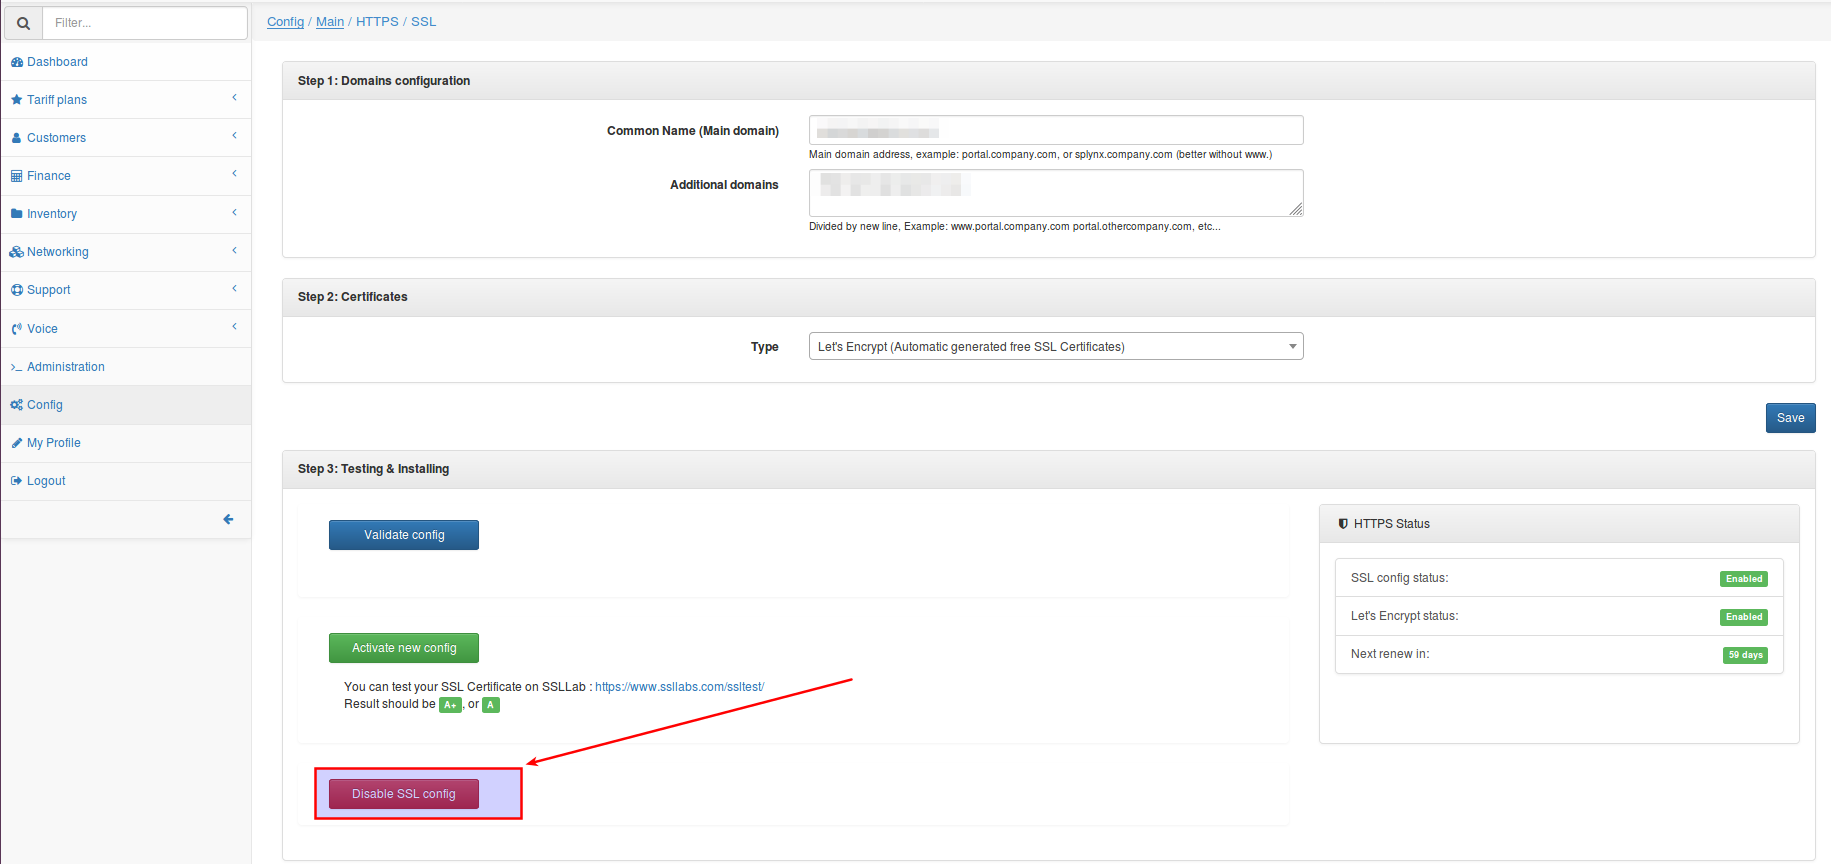 Filter...
Config / Main / HTTPS / SSL
Dashboard
Tariff plans
Customers
Finance
Inventory
Networking
Support
Voice
Administration
Config
My Profile
Logout
Step 1: Domains configuration
Common Name (Main domain)
Main domain address, example: portal.company.com, or splynx.company.com (better without www.)
Additional domains
Divided by new line, Example: www.portal.company.com portal.othercompany.com, etc...
Step 2: Certificates
Type
Let's Encrypt (Automatic generated free SSL Certificates)
Save
Step 3: Testing & Installing
Validate config
Activate new config
You can test your SSL Certificate on SSLLab : https://www.ssllabs.com/ssltest/
Result should be A+, or A
Disable SSL config
HTTPS Status
SSL config status: Enabled
Let's Encrypt status: Enabled
Next renew in: 59 days